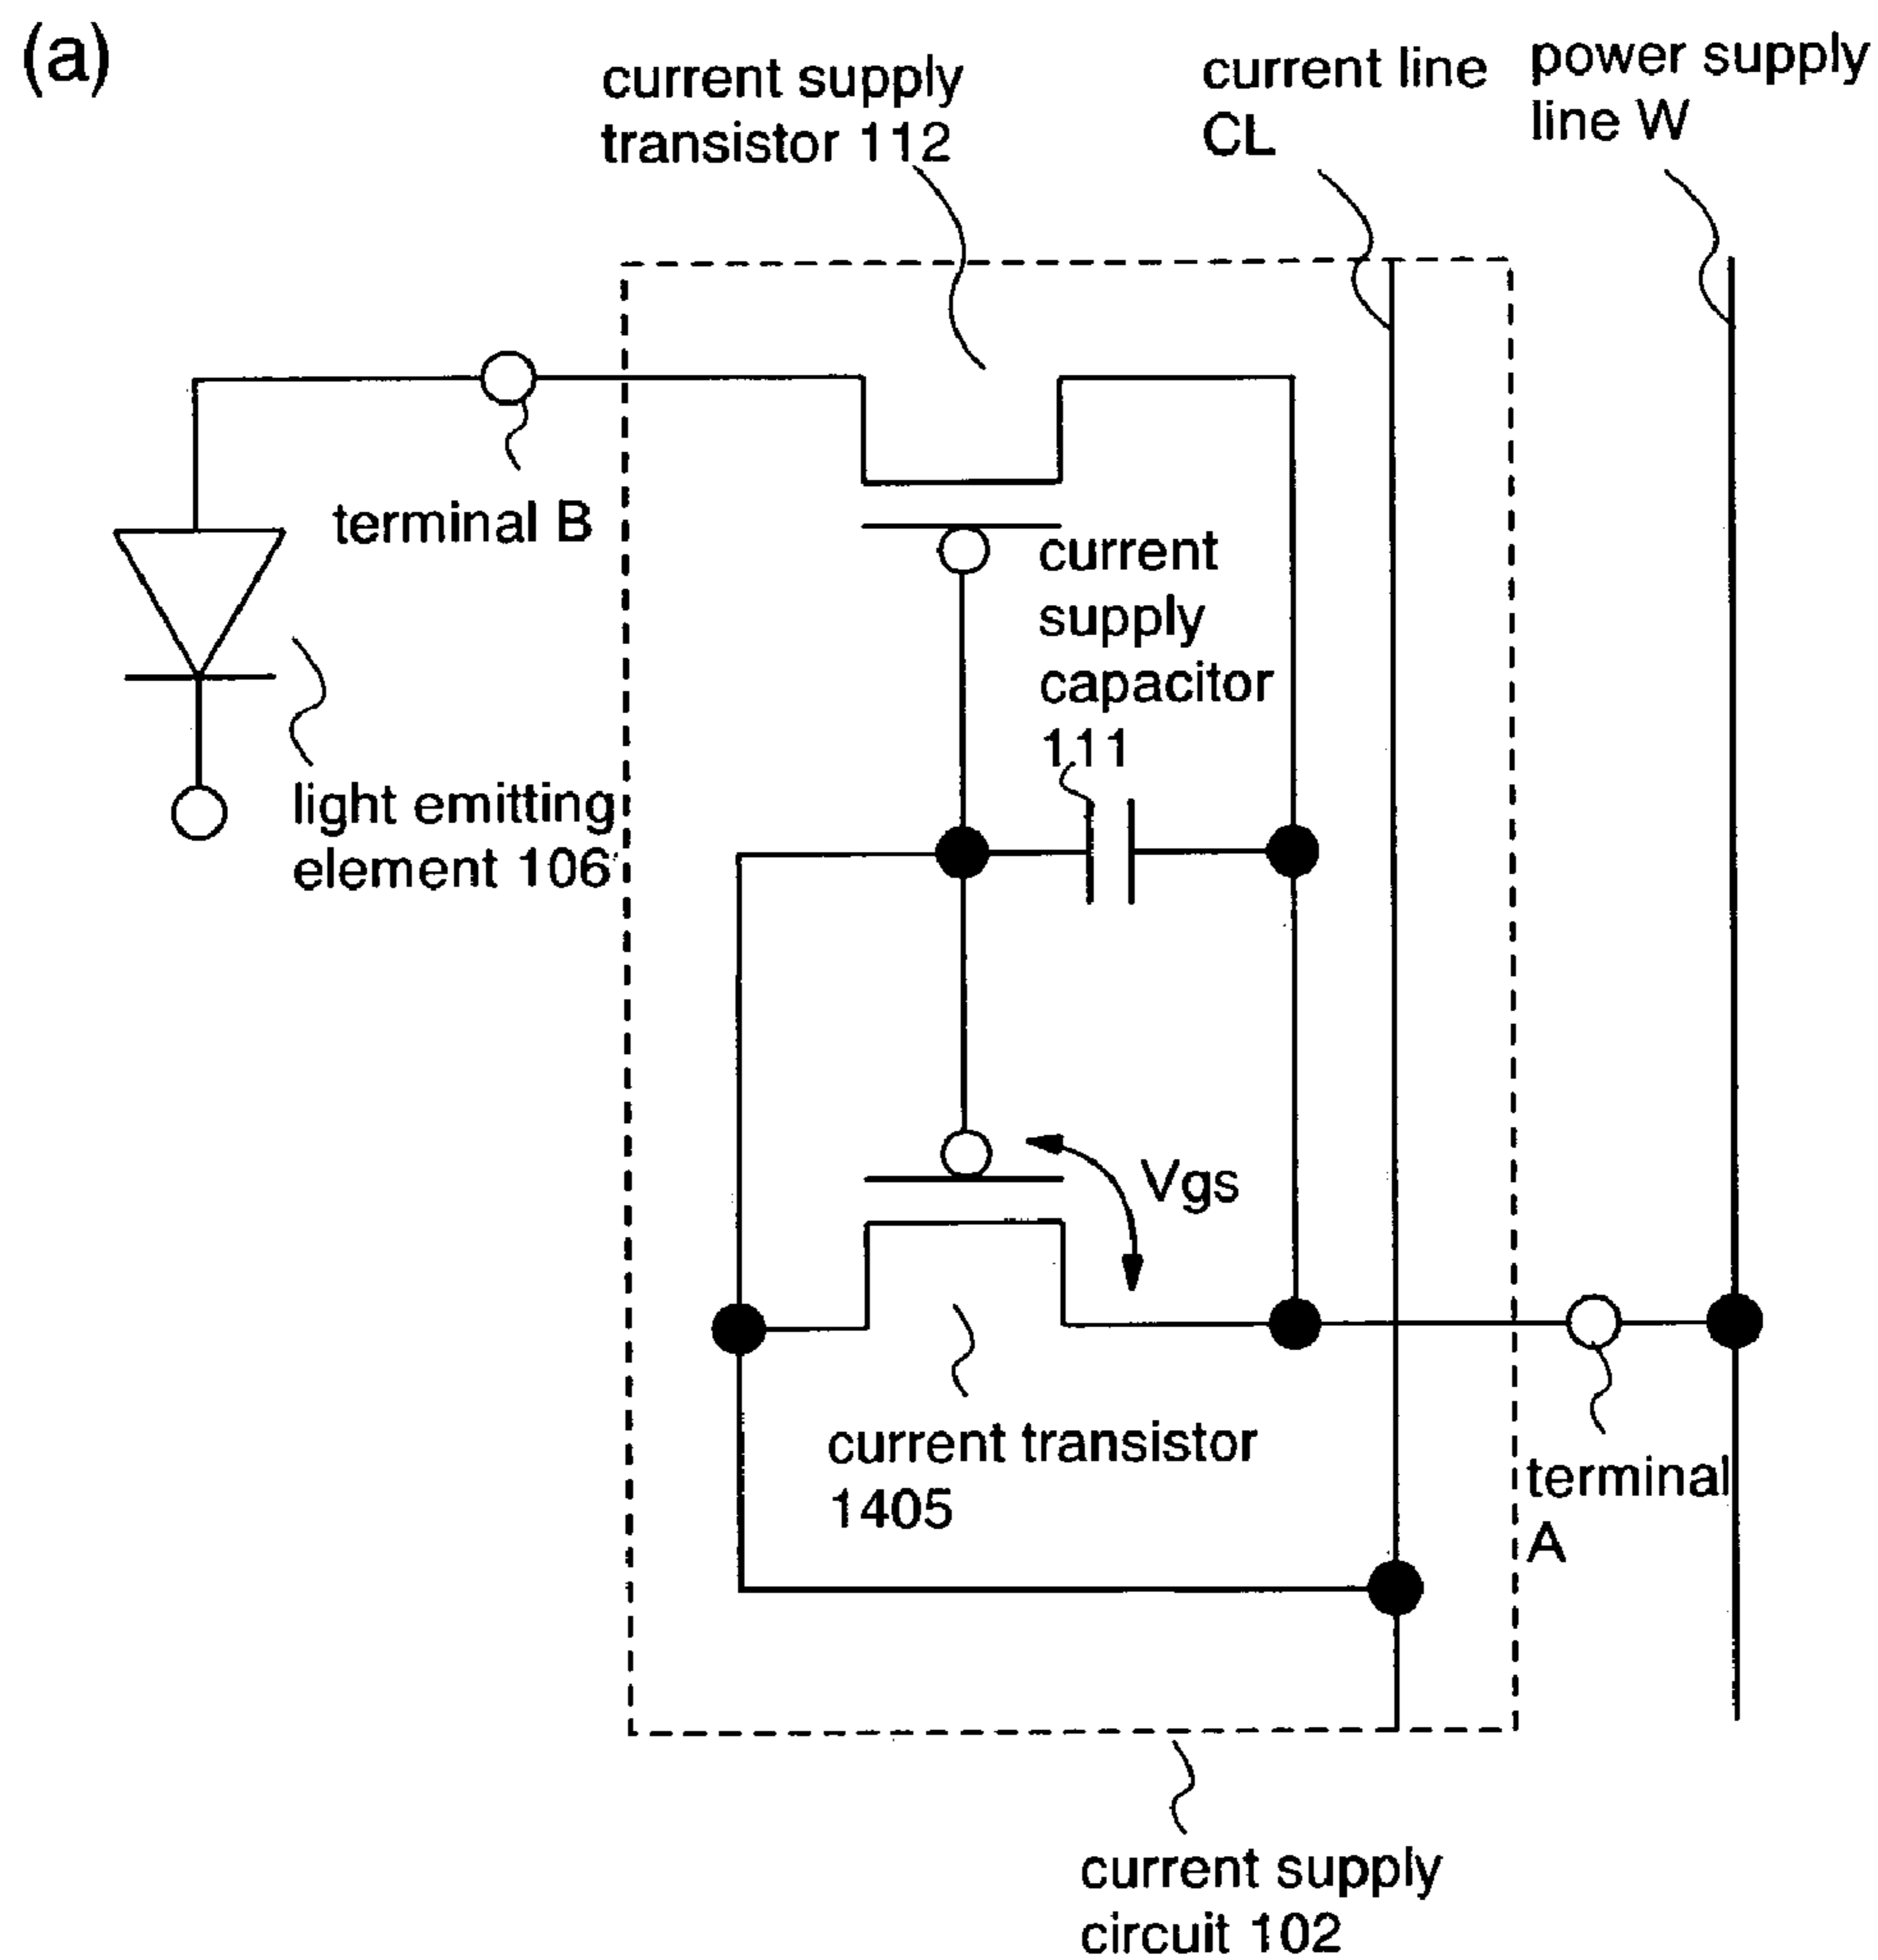 (a)
current supply
transistor 112
current line
CL
power supply
line W
terminal B
current
supply
capacitor
111
light emitting
element 106
Vgs
current transistor
1405
terminal
A
current supply
circuit 102